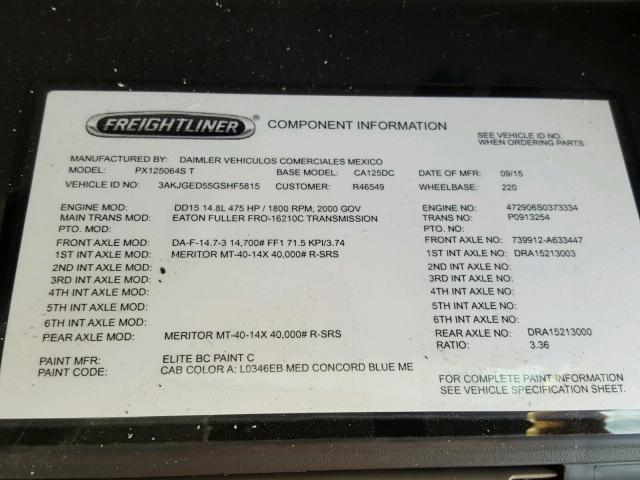 FREIGHTLINER® COMPONENT INFORMATION
SEE VEHICLE ID NO.
WHEN ORDERING PARTS
MANUFACTURED BY: DAIMLER VEHICULOS COMERCIALES MEXICO
MODEL: PX125064S T BASE MODEL: CA125DC DATE OF MFR: 09/15
VEHICLE ID NO: 3AKJGED55GSHF5815 CUSTOMER: R46549 WHEELBASE: 220
ENGINE MOD: DD15 14.8L 475 HP / 1800 RPM, 2000 GOV ENGINE NO: 472906S0373334
MAIN TRANS MOD: EATON FULLER FRO-16210C TRANSMISSION TRANS NO: P0913254
PTO. MOD: PTO. NO:
FRONT AXLE MOD: DA-F-14.7-3 14,700# FF1 71.5 KPI/3.74 FRONT AXLE NO: 739912-A633447
1ST INT AXLE MOD: MERITOR MT-40-14X 40,000# R-SRS 1ST INT AXLE NO: DRA15213003
2ND INT AXLE MOD: 2ND INT AXLE NO:
3RD INT AXLE MOD: 3RD INT AXLE NO:
4TH INT AXLE MOD: 4TH INT AXLE NO:
5TH INT AXLE MOD: 5TH INT AXLE NO:
6TH INT AXLE MOD: 6TH INT AXLE NO:
REAR AXLE MOD: MERITOR MT-40-14X 40,000# R-SRS REAR AXLE NO: DRA15213000
RATIO: 3.36
PAINT MFR: ELITE BC PAINT C
PAINT CODE: CAB COLOR A: L0346EB MED CONCORD BLUE ME
FOR COMPLETE PAINT INFORMATION
SEE VEHICLE SPECIFICATION SHEET.